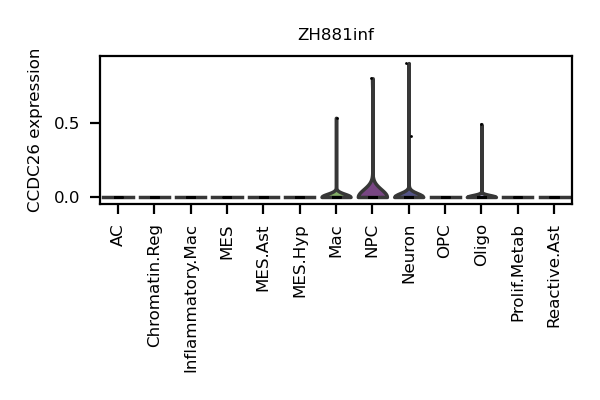 ZH881inf
CCDC26 expression
0.5
0.0
AC
Chromatin.Reg
Inflammatory.Mac
MES
MES.Ast
MES.Hyp
Mac
NPC
Neuron
OPC
Oligo
Prolif.Metab
Reactive.Ast